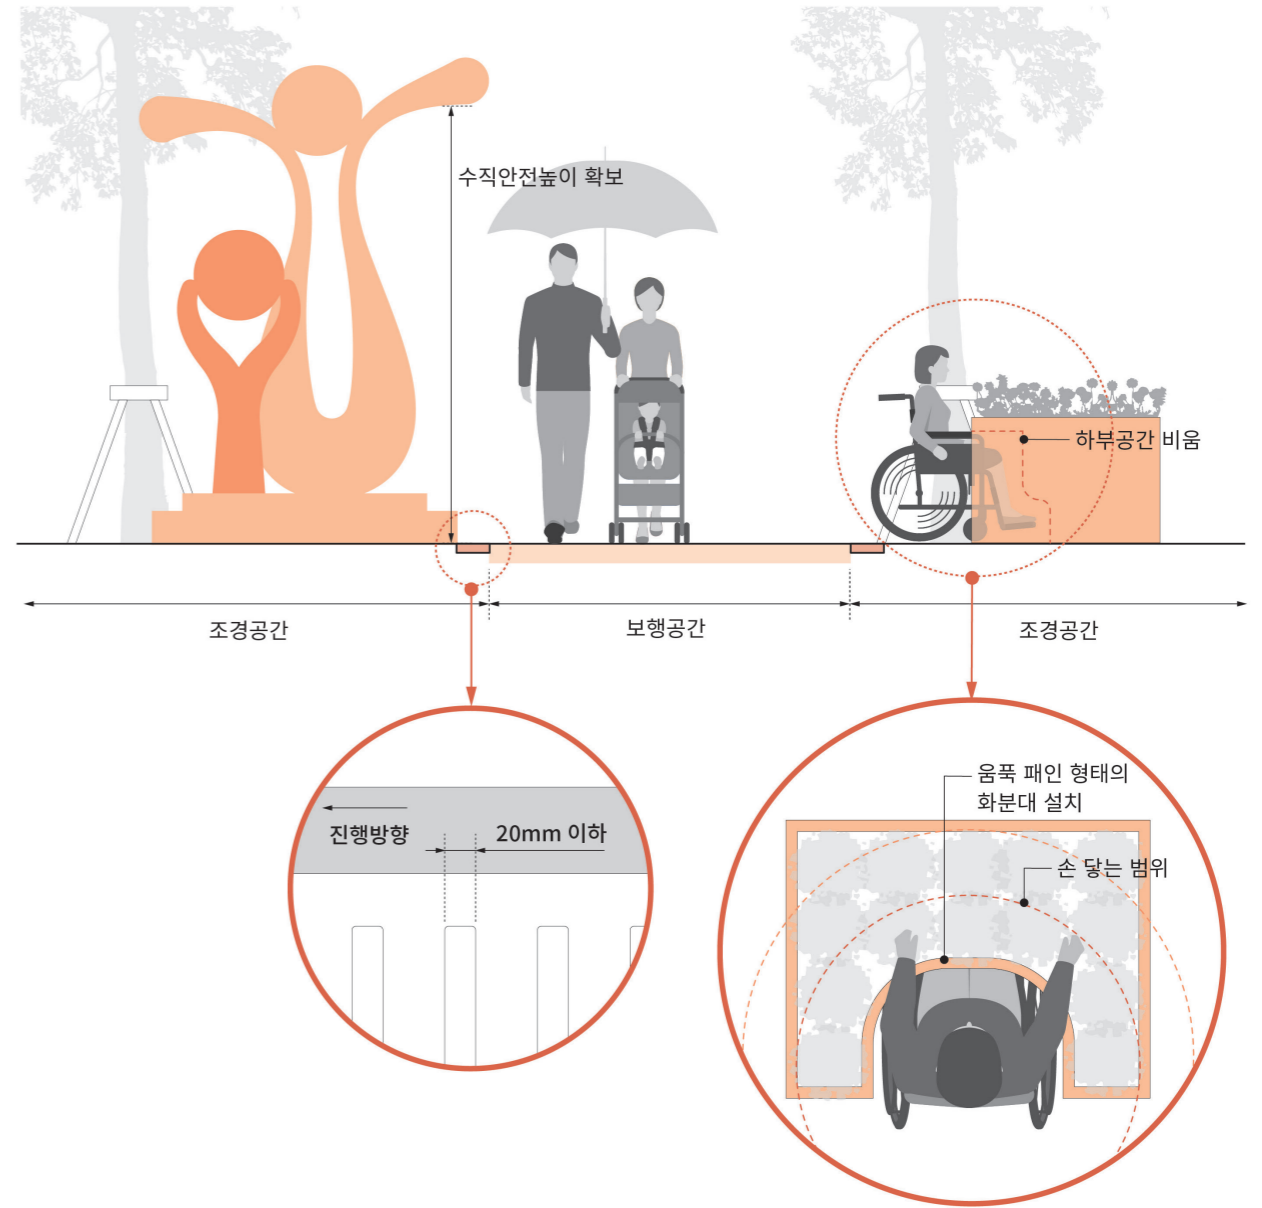 수직안전높이 확보
하부공간 비움
조경공간
보행공간
조경공간
진행방향
20mm 이하
움푹 패인 형태의
화분대 설치
손 닿는 범위